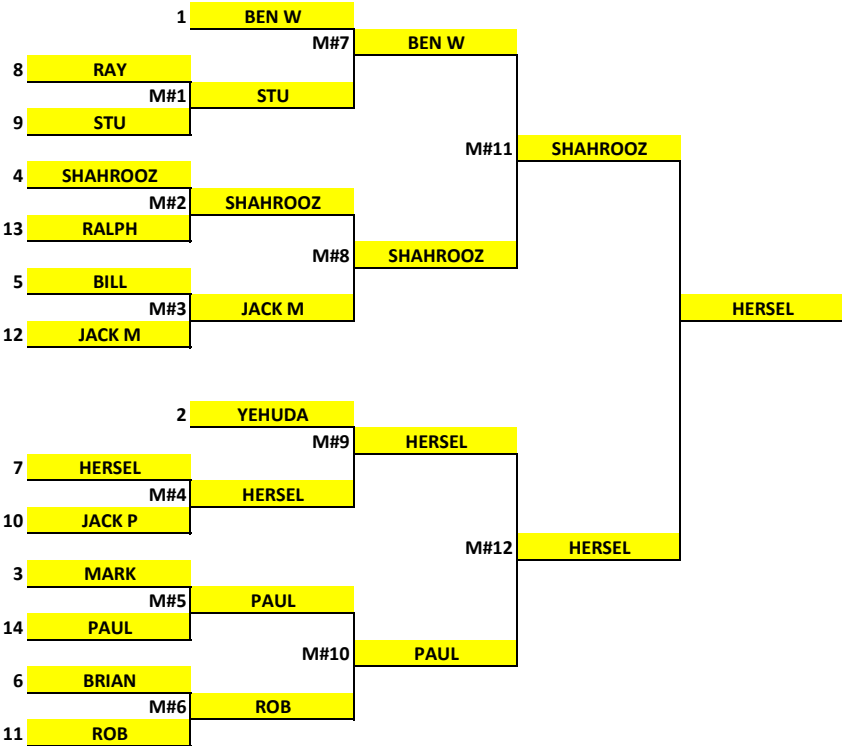 1 BEN W
M#7 BEN W
8 RAY
M#1 STU
9 STU
M#11 SHAHROOZ
4 SHAHROOZ
M#2 SHAHROOZ
13 RALPH
M#8 SHAHROOZ
5 BILL
M#3 JACK M
HERSEL
12 JACK M
2 YEHUDA
M#9 HERSEL
7 HERSEL
M#4 HERSEL
10 JACK P
M#12 HERSEL
3 MARK
M#5 PAUL
14 PAUL
M#10 PAUL
6 BRIAN
M#6 ROB
11 ROB